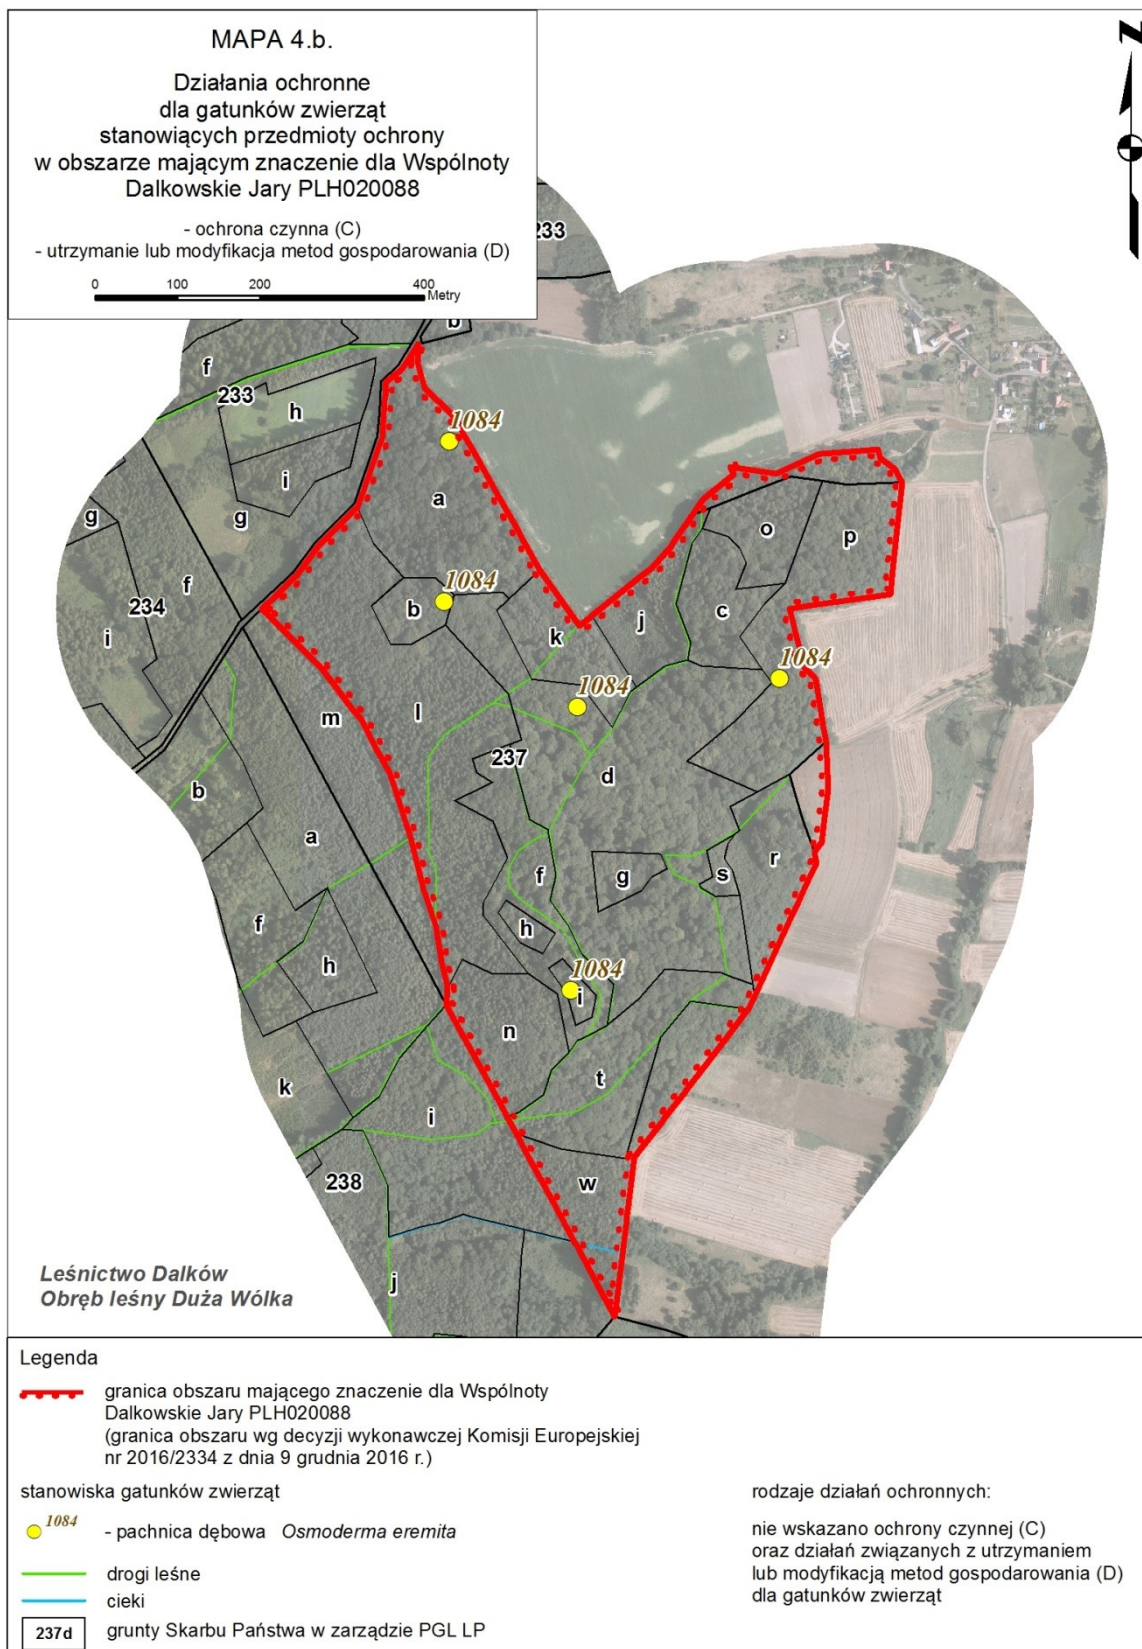 MAPA 4.b.
Działania ochronne
dla gatunków zwierząt
stanowiących przedmioty ochrony
w obszarze mającym znaczenie dla Wspólnoty
Dalkowskie Jary PLH020088
- ochrona czynna (C)
- utrzymanie lub modyfikacja metod gospodarowania (D)
0 100 200 400
Metry
N
233
b
f
233
h
i
g
g
f
234
i
1084
a
1084
b
k
j
o
p
c
1084
1084
m
l
237
d
b
a
f
g
s
r
f
h
h
1084
i
n
t
k
i
238
w
j
Leśnictwo Dalków
Obręb leśny Duża Wólka
Legenda
granica obszaru mającego znaczenie dla Wspólnoty
Dalkowskie Jary PLH020088
(granica obszaru wg decyzji wykonawczej Komisji Europejskiej
nr 2016/2334 z dnia 9 grudnia 2016 r.)
stanowiska gatunków zwierząt
1084 - pachnica dębowa Osmoderma eremita
drogi leśne
cieki
237d grunty Skarbu Państwa w zarządzie PGL LP
rodzaje działań ochronnych:
nie wskazano ochrony czynnej (C)
oraz działań związanych z utrzymaniem
lub modyfikacją metod gospodarowania (D)
dla gatunków zwierząt